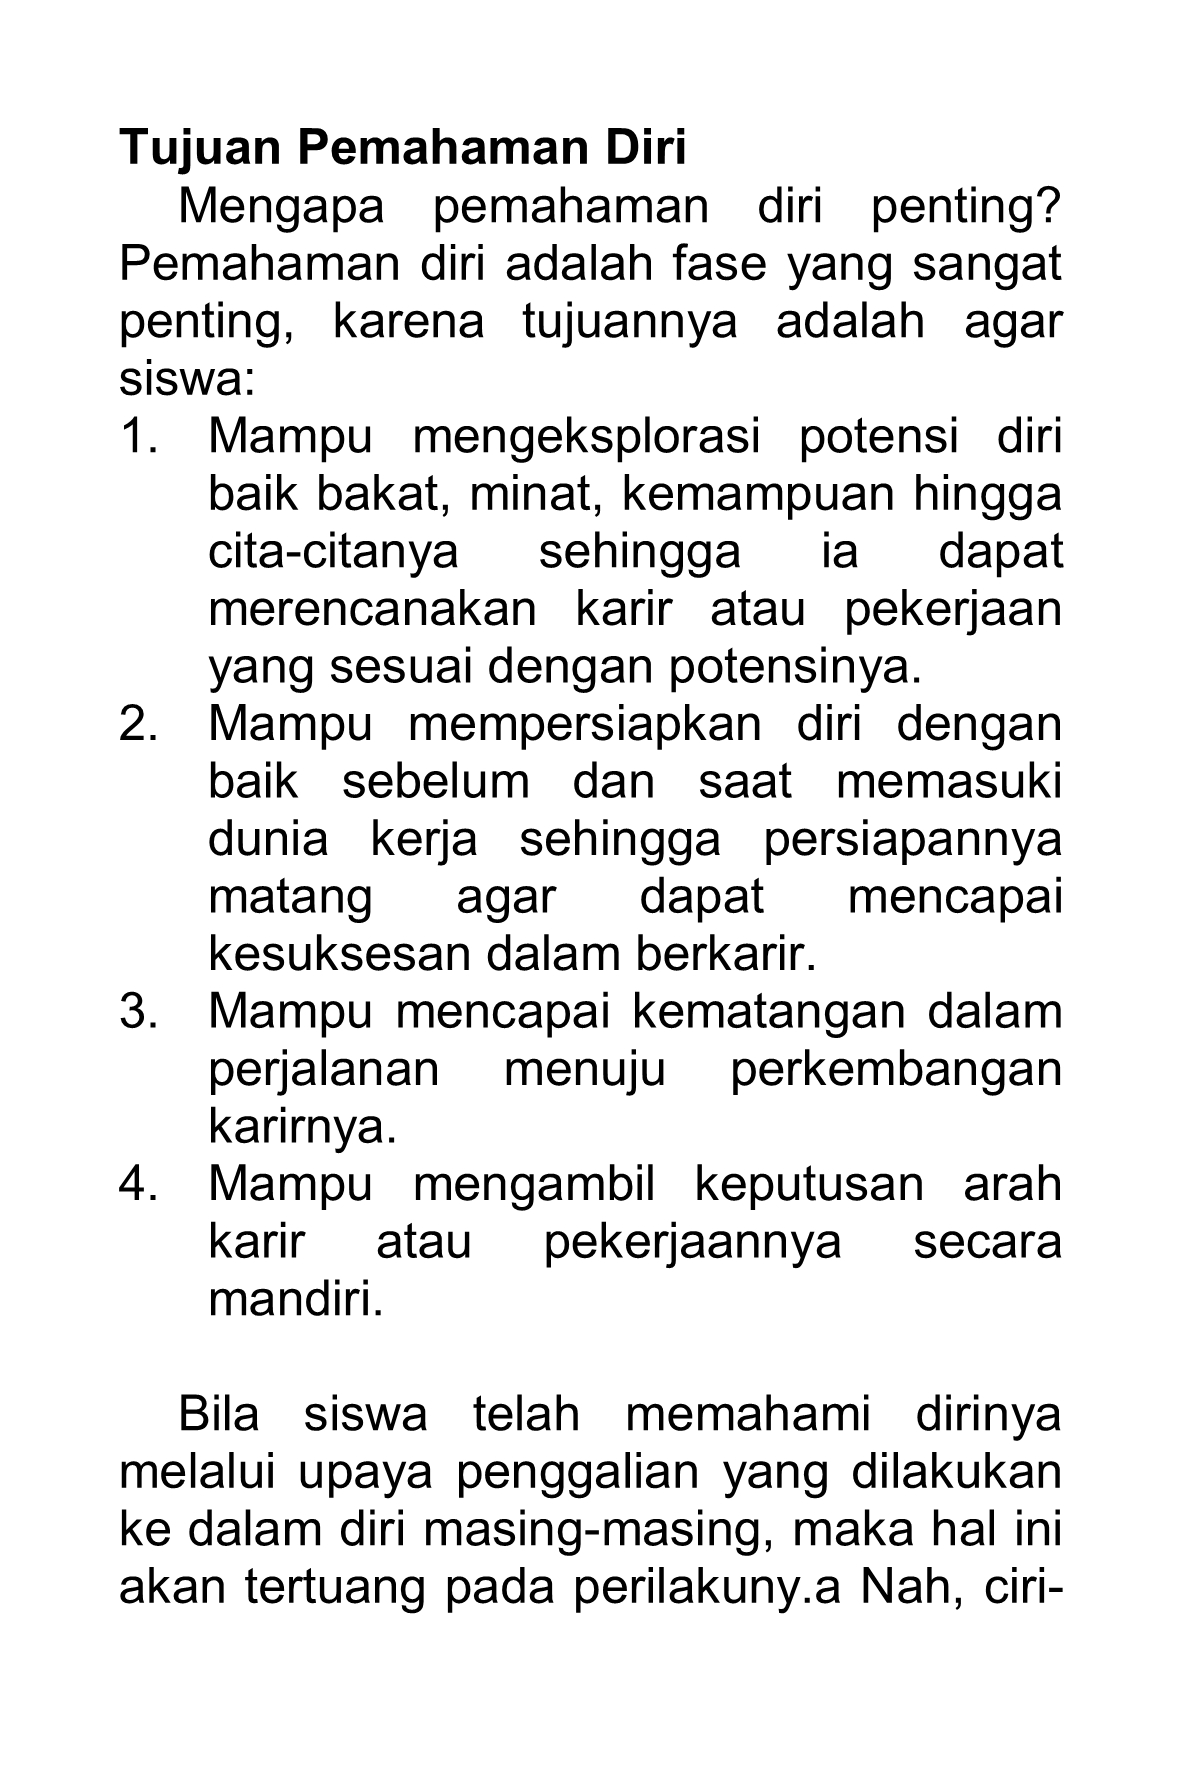 Tujuan Pemahaman Diri
Mengapa pemahaman diri penting?
Pemahaman diri adalah fase yang sangat
penting, karena tujuannya adalah agar
siswa:
1. Mampu mengeksplorasi potensi diri
baik bakat, minat, kemampuan hingga
cita-citanya sehingga ia dapat
merencanakan karir atau pekerjaan
yang sesuai dengan potensinya.
2. Mampu mempersiapkan diri dengan
baik sebelum dan saat memasuki
dunia kerja sehingga persiapannya
matang agar dapat mencapai
kesuksesan dalam berkarir.
3. Mampu mencapai kematangan dalam
perjalanan menuju perkembangan
karirnya.
4. Mampu mengambil keputusan arah
karir atau pekerjaannya secara
mandiri.
Bila siswa telah memahami dirinya
melalui upaya penggalian yang dilakukan
ke dalam diri masing-masing, maka hal ini
akan tertuang pada perilakuny.a Nah, ciri-